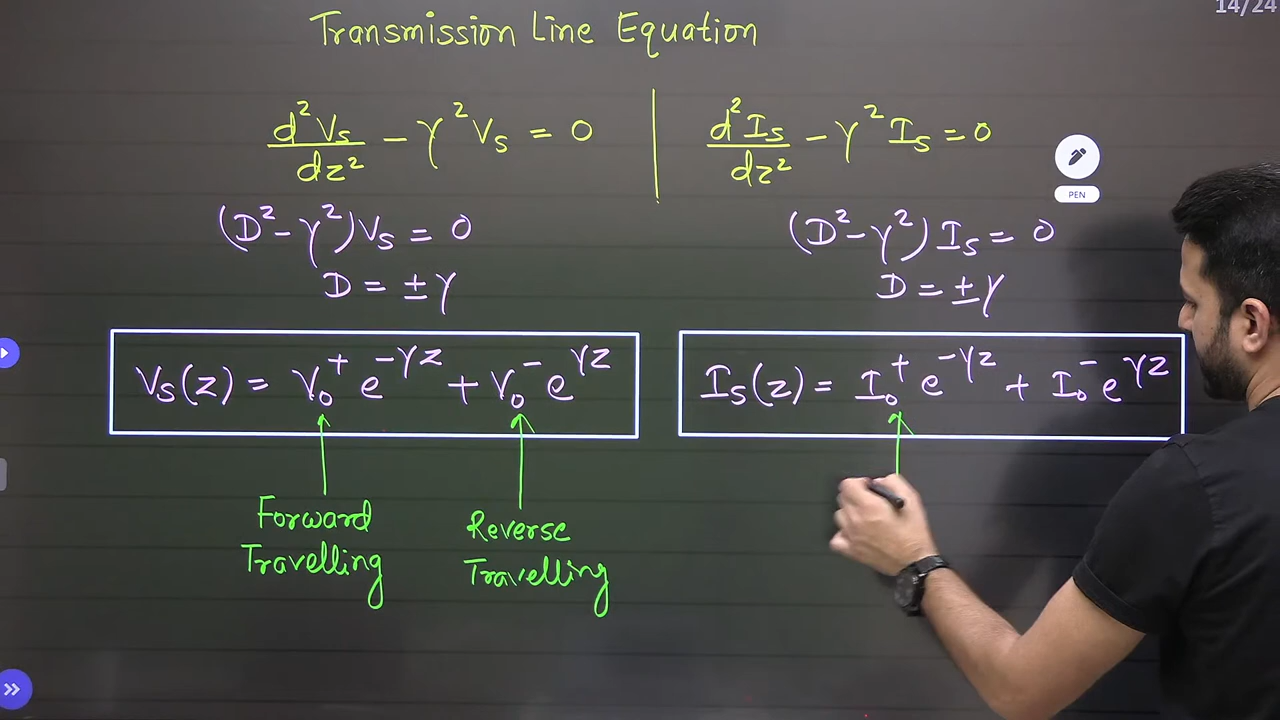 14/24
Transmission Line Equation
d²Vs/dz² − γ²Vs = 0 | d²Is/dz² − γ²Is = 0
PEN
(D² − γ²)Vs = 0
(D² − γ²)Is = 0
D = ±γ
D = ±γ
Vs(z) = V₀⁺ e^(−γz) + V₀⁻ e^(γz)
Is(z) = I₀⁺ e^(−γz) + I₀⁻ e^(γz)
Forward
Travelling
Reverse
Travelling